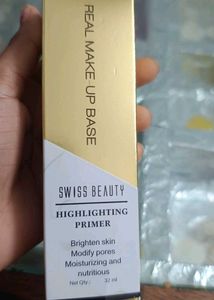 REAL MAKE-UP BASE
SWISS BEAUTY
HIGHLIGHTING
PRIMER
Brighten skin
Modify pores
Moisturizing and
nutritious
Net Qty.: 32 ml